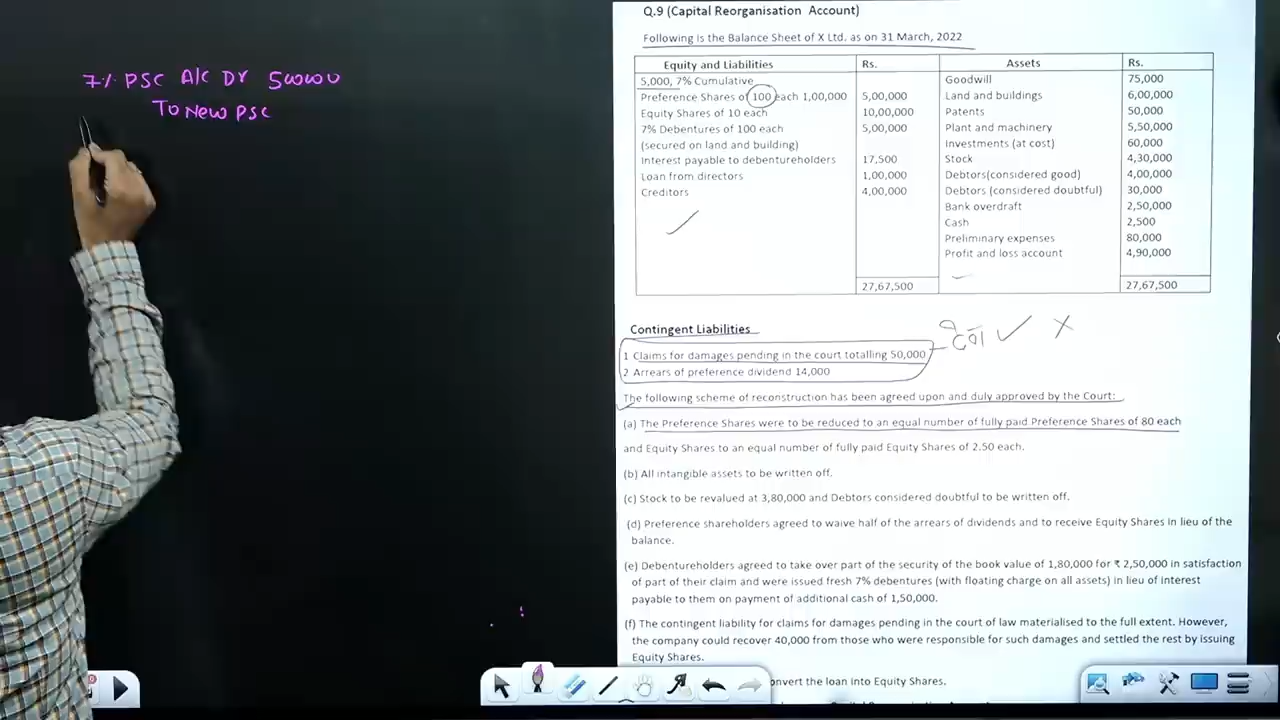 7% PSC A/C Dr 500000
To New PSC
Q.9 (Capital Reorganisation Account)
Following is the Balance Sheet of X Ltd. as on 31 March, 2022
Equity and Liabilities Rs. Assets Rs.
5,000, 7% Cumulative Goodwill 75,000
Preference Shares of 100 each 1,00,000 5,00,000 Land and buildings 6,00,000
Equity Shares of 10 each 10,00,000 Patents 50,000
7% Debentures of 100 each 5,00,000 Plant and machinery 5,50,000
(secured on land and building) Investments (at cost) 60,000
Interest payable to debentureholders 17,500 Stock 4,30,000
Loan from directors 1,00,000 Debtors(considered good) 4,00,000
Creditors 4,00,000 Debtors (considered doubtful) 30,000
Bank overdraft 2,50,000
Cash 2,500
Preliminary expenses 80,000
Profit and loss account 4,90,000
27,67,500 27,67,500
Contingent Liabilities
1 Claims for damages pending in the court totalling 50,000
2 Arrears of preference dividend 14,000
The following scheme of reconstruction has been agreed upon and duly approved by the Court:
(a) The Preference Shares were to be reduced to an equal number of fully paid Preference Shares of 80 each
and Equity Shares to an equal number of fully paid Equity Shares of 2.50 each.
(b) All intangible assets to be written off.
(c) Stock to be revalued at 3,80,000 and Debtors considered doubtful to be written off.
(d) Preference shareholders agreed to waive half of the arrears of dividends and to receive Equity Shares in lieu of the
balance.
(e) Debentureholders agreed to take over part of the security of the book value of 1,80,000 for ₹ 2,50,000 in satisfaction
of part of their claim and were issued fresh 7% debentures (with floating charge on all assets) in lieu of interest
payable to them on payment of additional cash of 1,50,000.
(f) The contingent liability for claims for damages pending in the court of law materialised to the full extent. However,
the company could recover 40,000 from those who were responsible for such damages and settled the rest by issuing
Equity Shares.
onvert the loan into Equity Shares.